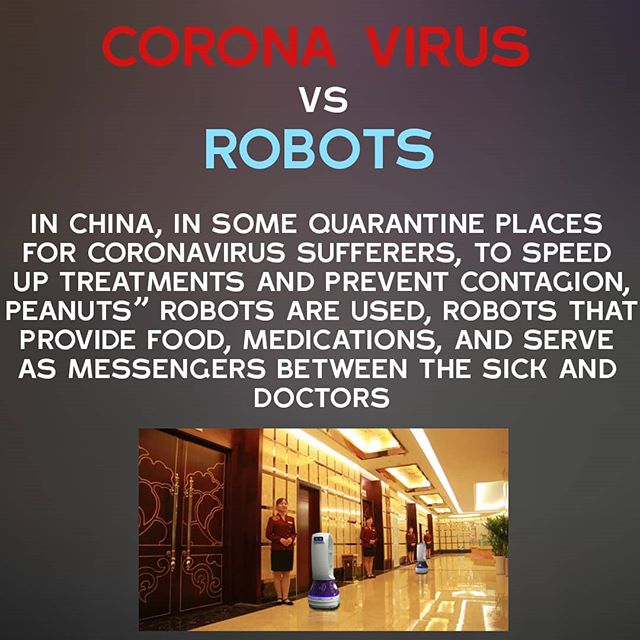 CORONA VIRUS
VS
ROBOTS
IN CHINA, IN SOME QUARANTINE PLACES
FOR CORONAVIRUS SUFFERERS, TO SPEED
UP TREATMENTS AND PREVENT CONTAGION,
PEANUTS” ROBOTS ARE USED, ROBOTS THAT
PROVIDE FOOD, MEDICATIONS, AND SERVE
AS MESSENGERS BETWEEN THE SICK AND
DOCTORS